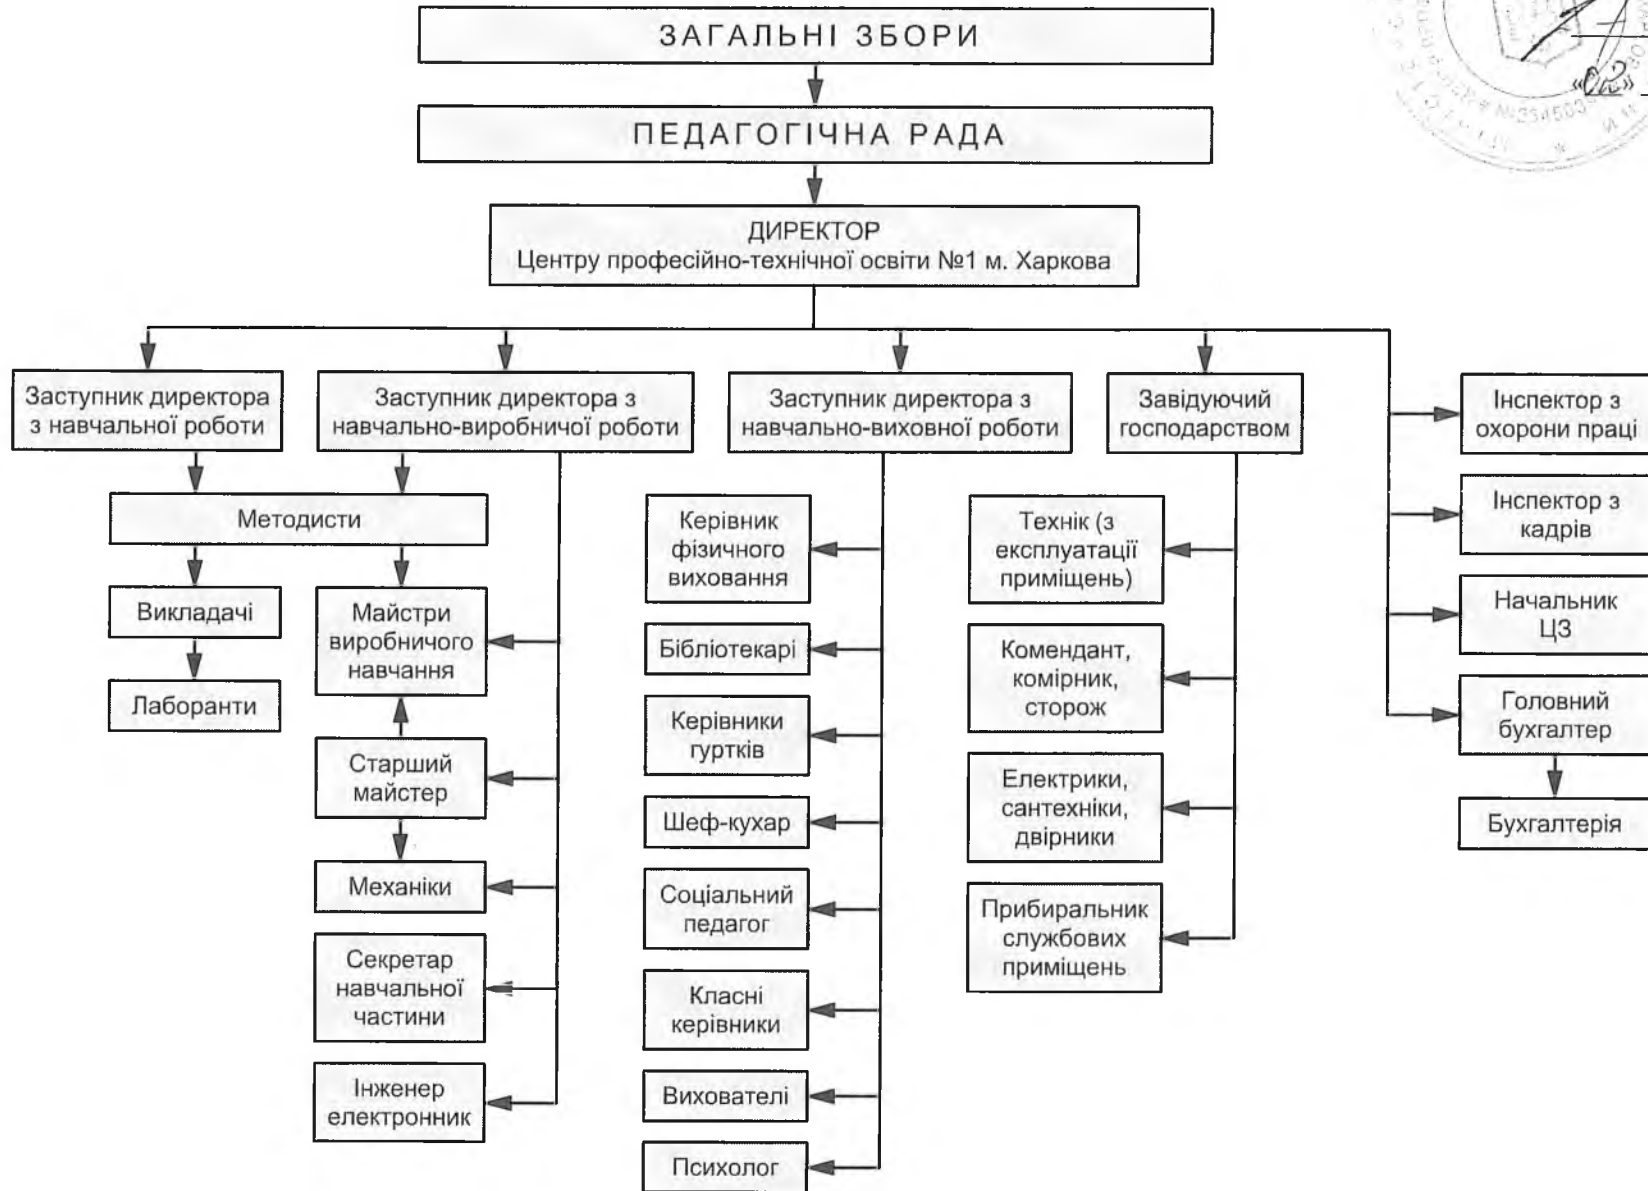 ЗАГАЛЬНІ ЗБОРИ
ПЕДАГОГІЧНА РАДА
ДИРЕКТОР
Центру професійно-технічної освіти №1 м. Харкова
Заступник директора
з навчальної роботи
Заступник директора з
навчально-виробничої роботи
Заступник директора з
навчально-виховної роботи
Завідуючий
господарством
Інспектор з
охорони праці
Інспектор з
кадрів
Начальник
ЦЗ
Головний
бухгалтер
Бухгалтерія
Методисти
Викладачі
Лаборанти
Майстри
виробничого
навчання
Старший
майстер
Механіки
Секретар
навчальної
частини
Інженер
електронник
Керівник
фізичного
виховання
Бібліотекарі
Керівники
гуртків
Шеф-кухар
Соціальний
педагог
Класні
керівники
Вихователі
Психолог
Технік (з
експлуатації
приміщень)
Комендант,
комірник,
сторож
Електрики,
сантехніки,
двірники
Прибиральник
службових
приміщень
«02»